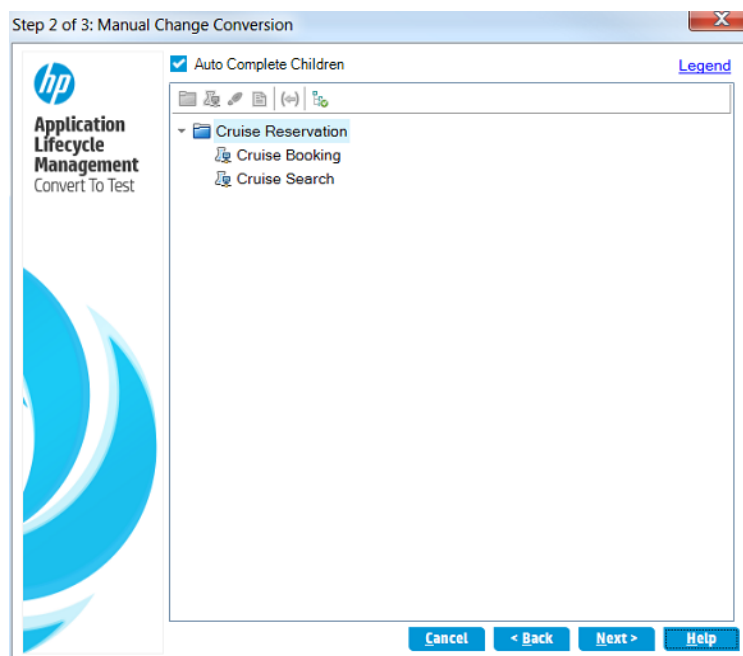 Step 2 of 3: Manual Change Conversion
X
hp
Application
Lifecycle
Management
Convert To Test
Auto Complete Children
Legend
Cruise Reservation
Cruise Booking
Cruise Search
Cancel
< Back
Next >
Help